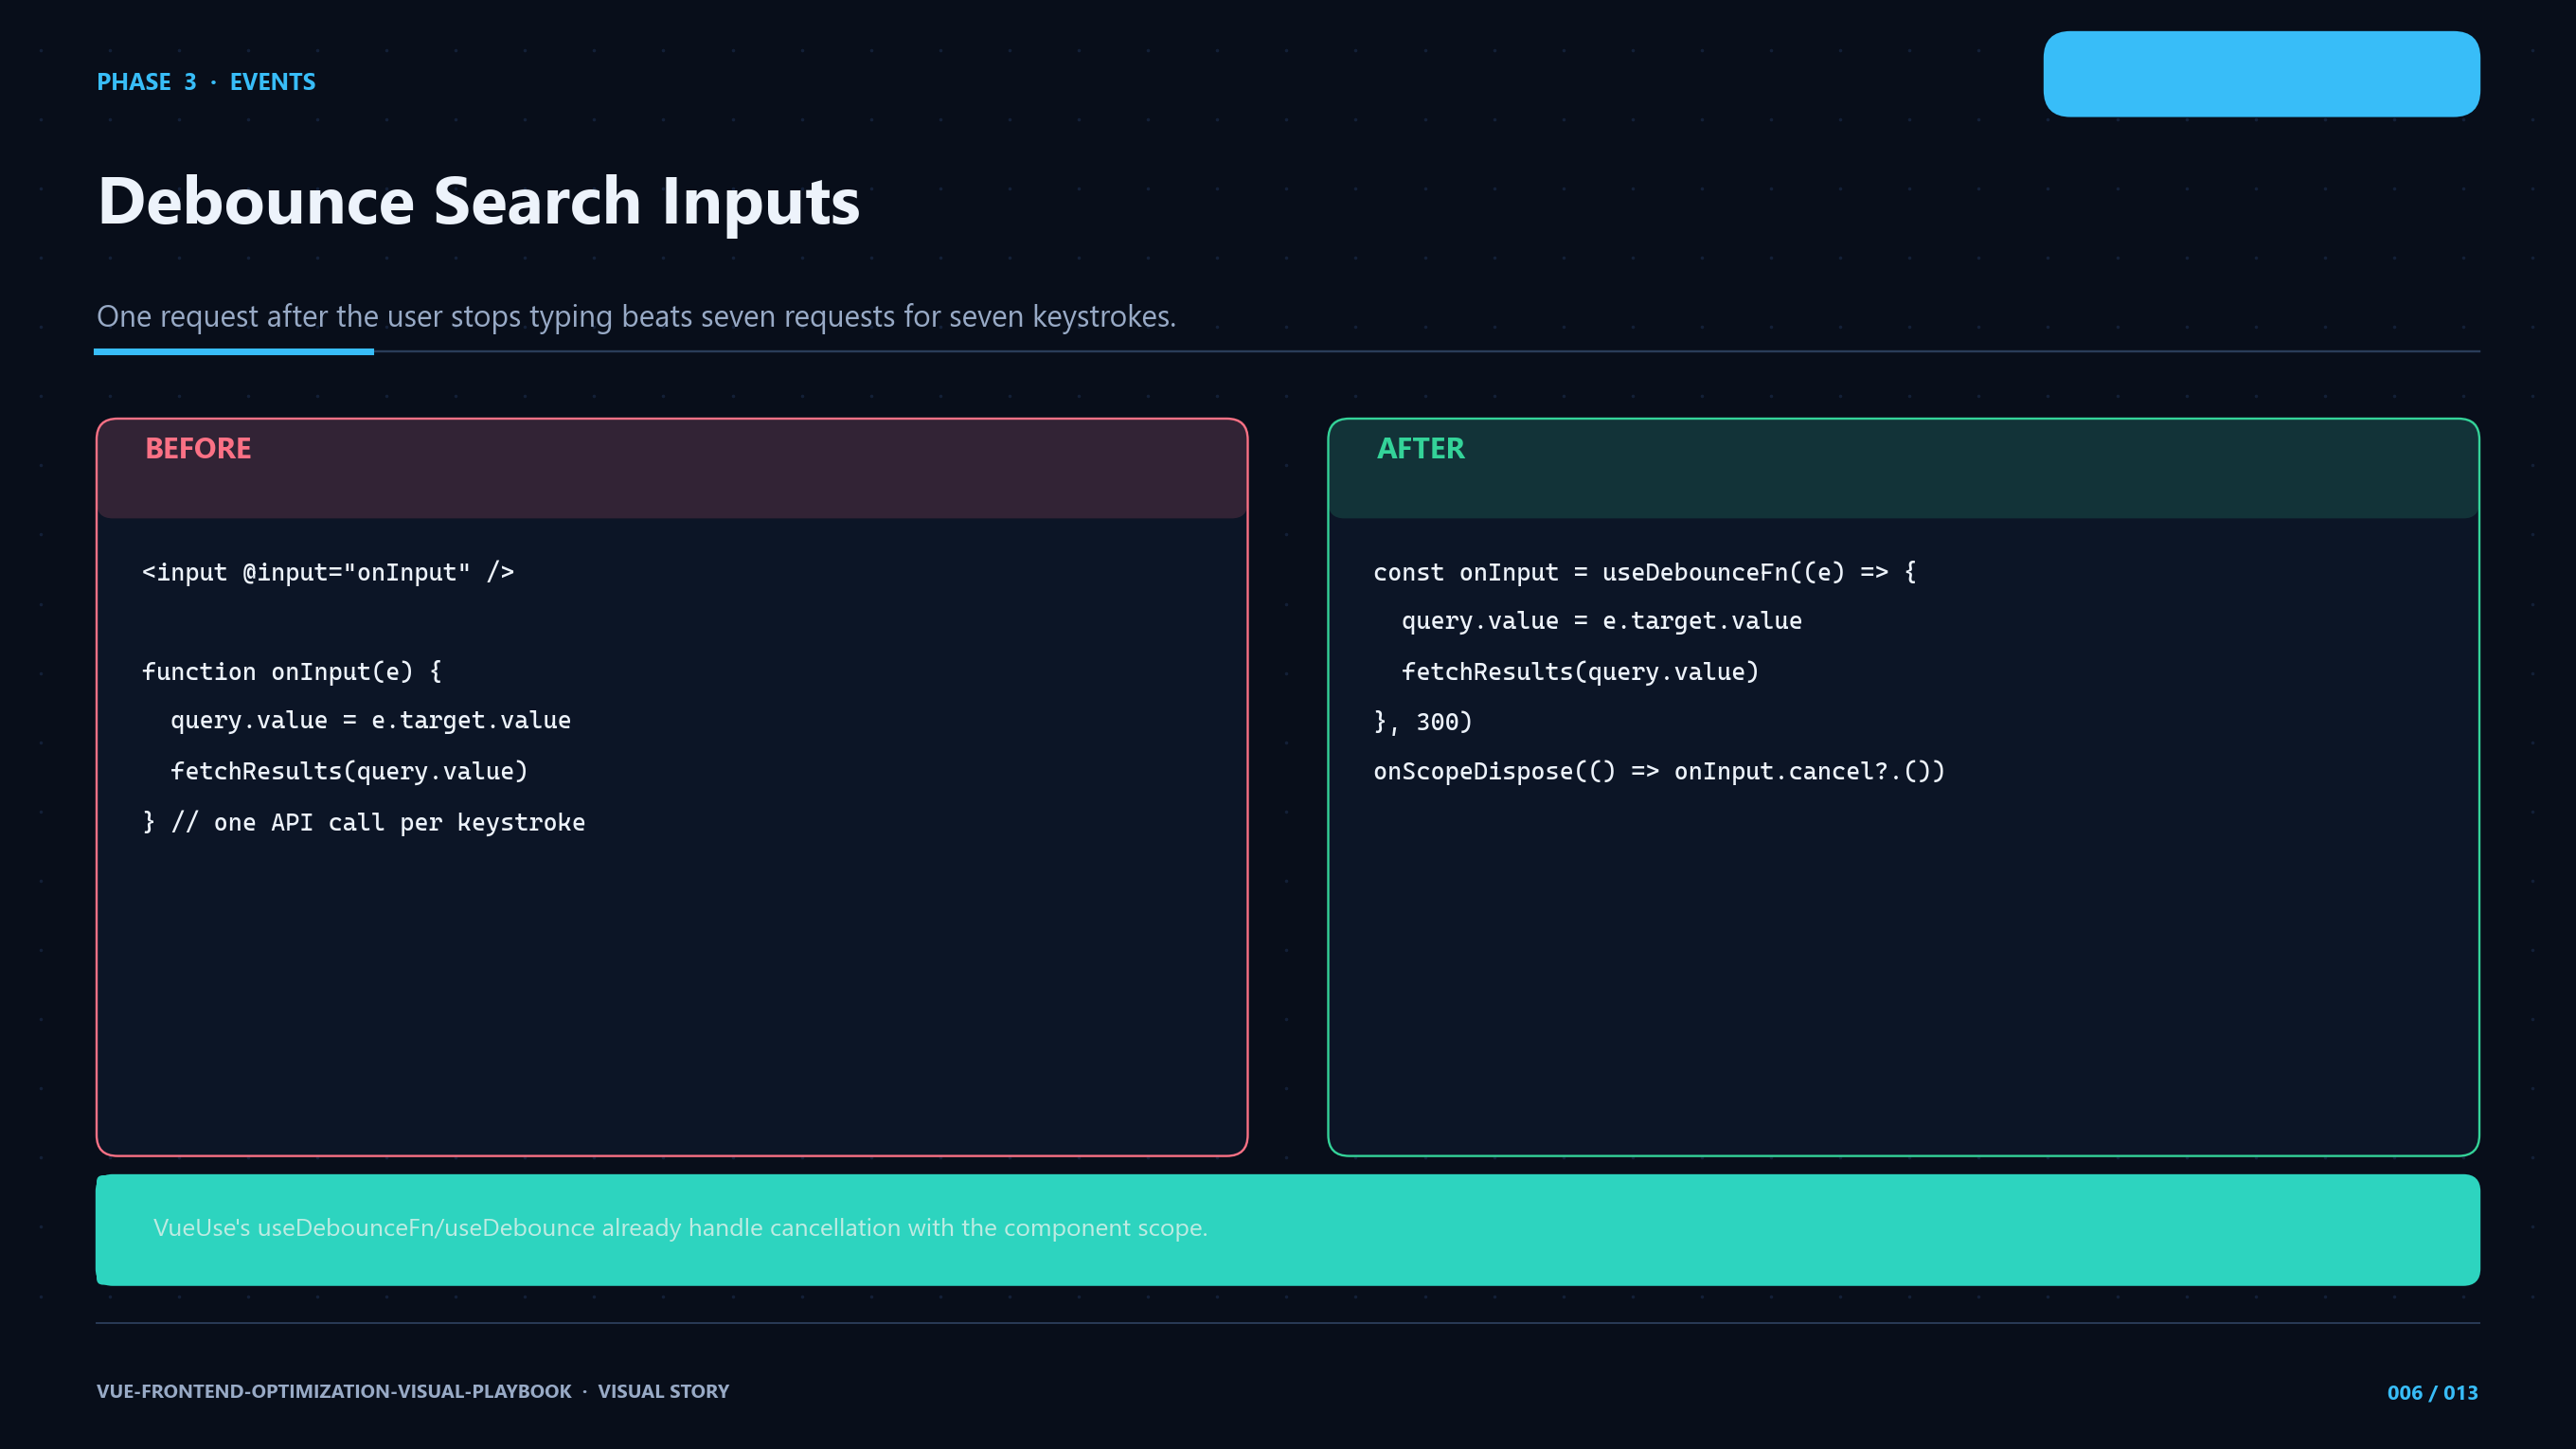 PHASE 3 · EVENTS
Debounce Search Inputs
One request after the user stops typing beats seven requests for seven keystrokes.
BEFORE
<input @input="onInput" />
function onInput(e) {
  query.value = e.target.value
  fetchResults(query.value)
} // one API call per keystroke
AFTER
const onInput = useDebounceFn((e) => {
  query.value = e.target.value
  fetchResults(query.value)
}, 300)
onScopeDispose(() => onInput.cancel?.())
VueUse's useDebounceFn/useDebounce already handle cancellation with the component scope.
VUE-FRONTEND-OPTIMIZATION-VISUAL-PLAYBOOK · VISUAL STORY
006 / 013